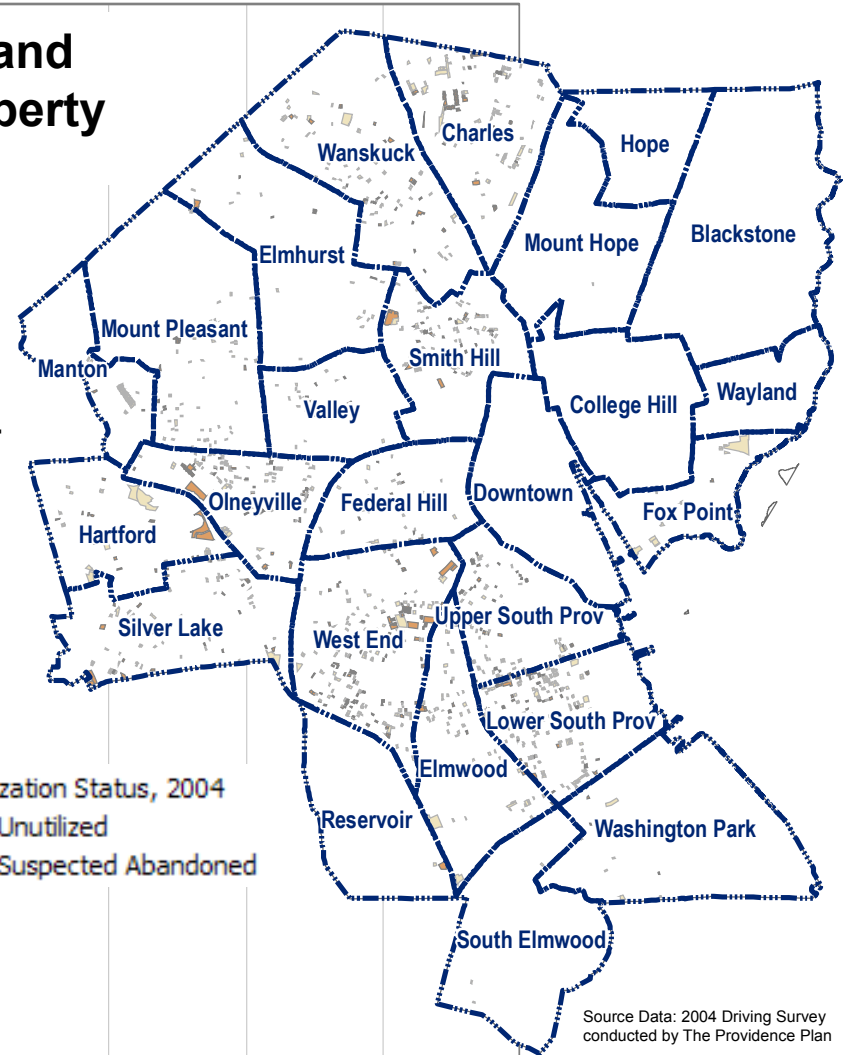 and
perty
Charles
Wanskuck
Hope
Blackstone
Mount Hope
Elmhurst
Mount Pleasant
Smith Hill
Manton
Wayland
College Hill
Valley
Downtown
Olneyville
Federal Hill
Fox Point
Hartford
Upper South Prov
Silver Lake
West End
Lower South Prov
Elmwood
zation Status, 2004
Reservoir
Unutilized
Washington Park
Suspected Abandoned
South Elmwood
Source Data: 2004 Driving Survey
conducted by The Providence Plan